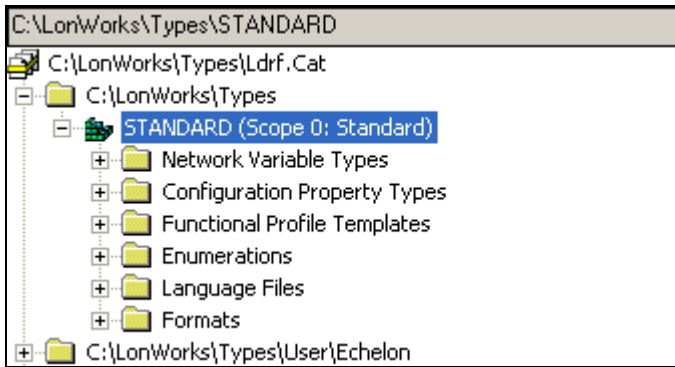 C:\LonWorks\Types\STANDARD
C:\LonWorks\Types\Ldrf.Cat
C:\LonWorks\Types
STANDARD (Scope 0: Standard)
Network Variable Types
Configuration Property Types
Functional Profile Templates
Enumerations
Language Files
Formats
C:\LonWorks\Types\User\Echelon